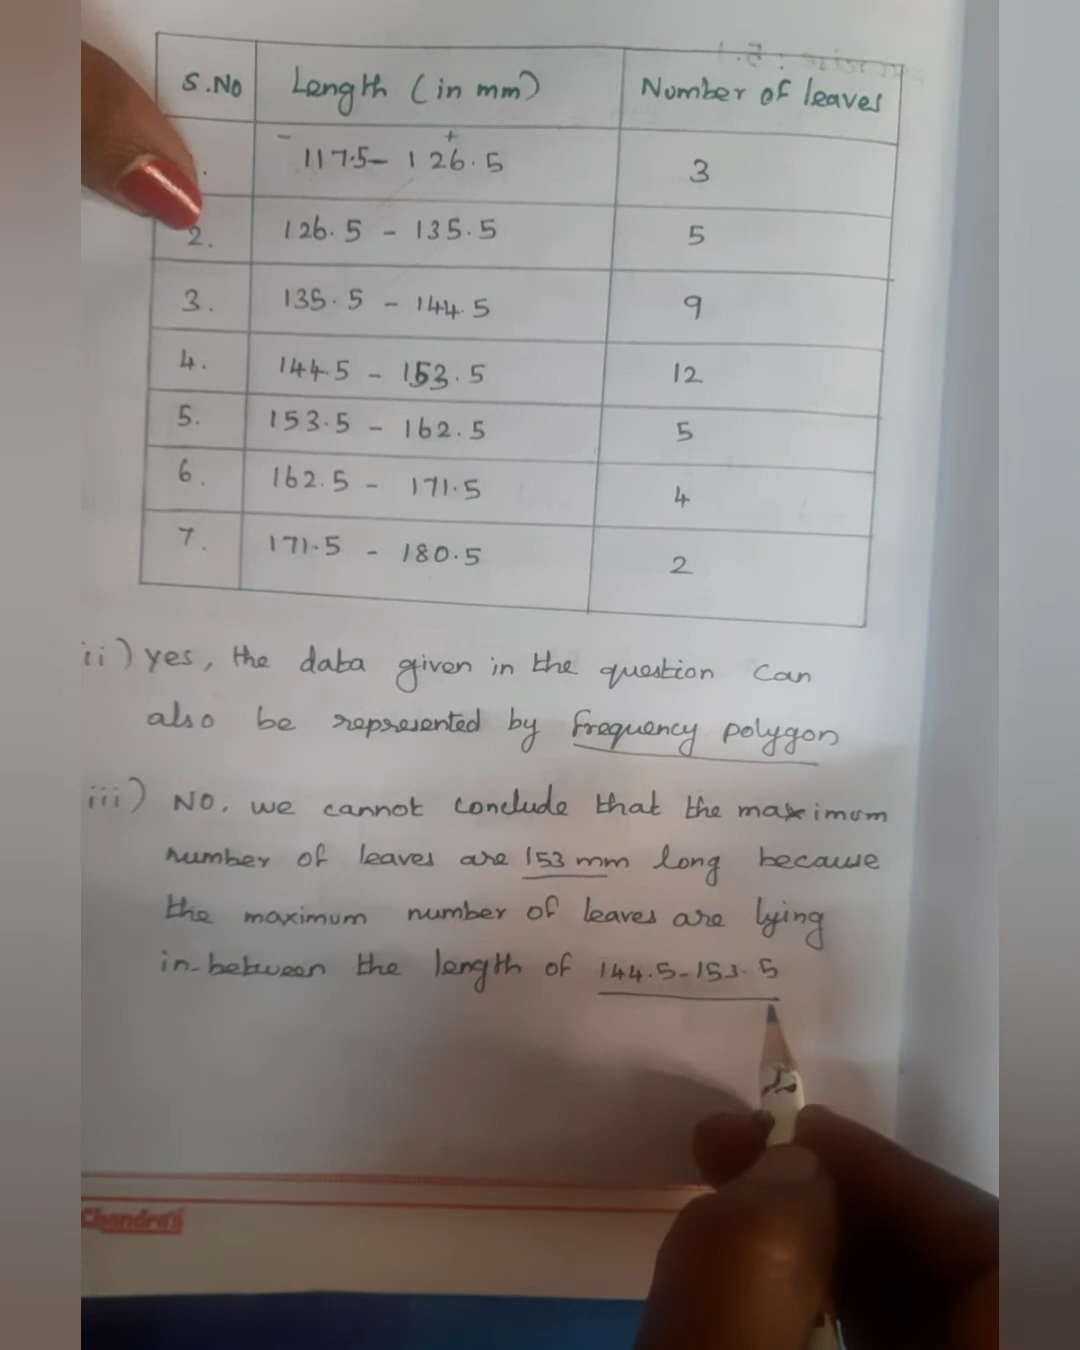 S.No Length (in mm) Number of leaves
117.5 – 126.5 3
2. 126.5 - 135.5 5
3. 135.5 - 144.5 9
4. 144.5 - 153.5 12
5. 153.5 - 162.5 5
6. 162.5 - 171.5 4
7. 171.5 - 180.5 2
ii) yes, the data given in the question can
also be represented by frequency polygon
iii) NO, we cannot conclude that the maximum
number of leaves are 153 mm long because
the maximum number of leaves are lying
in-between the length of 144.5-153.5
Chandra's